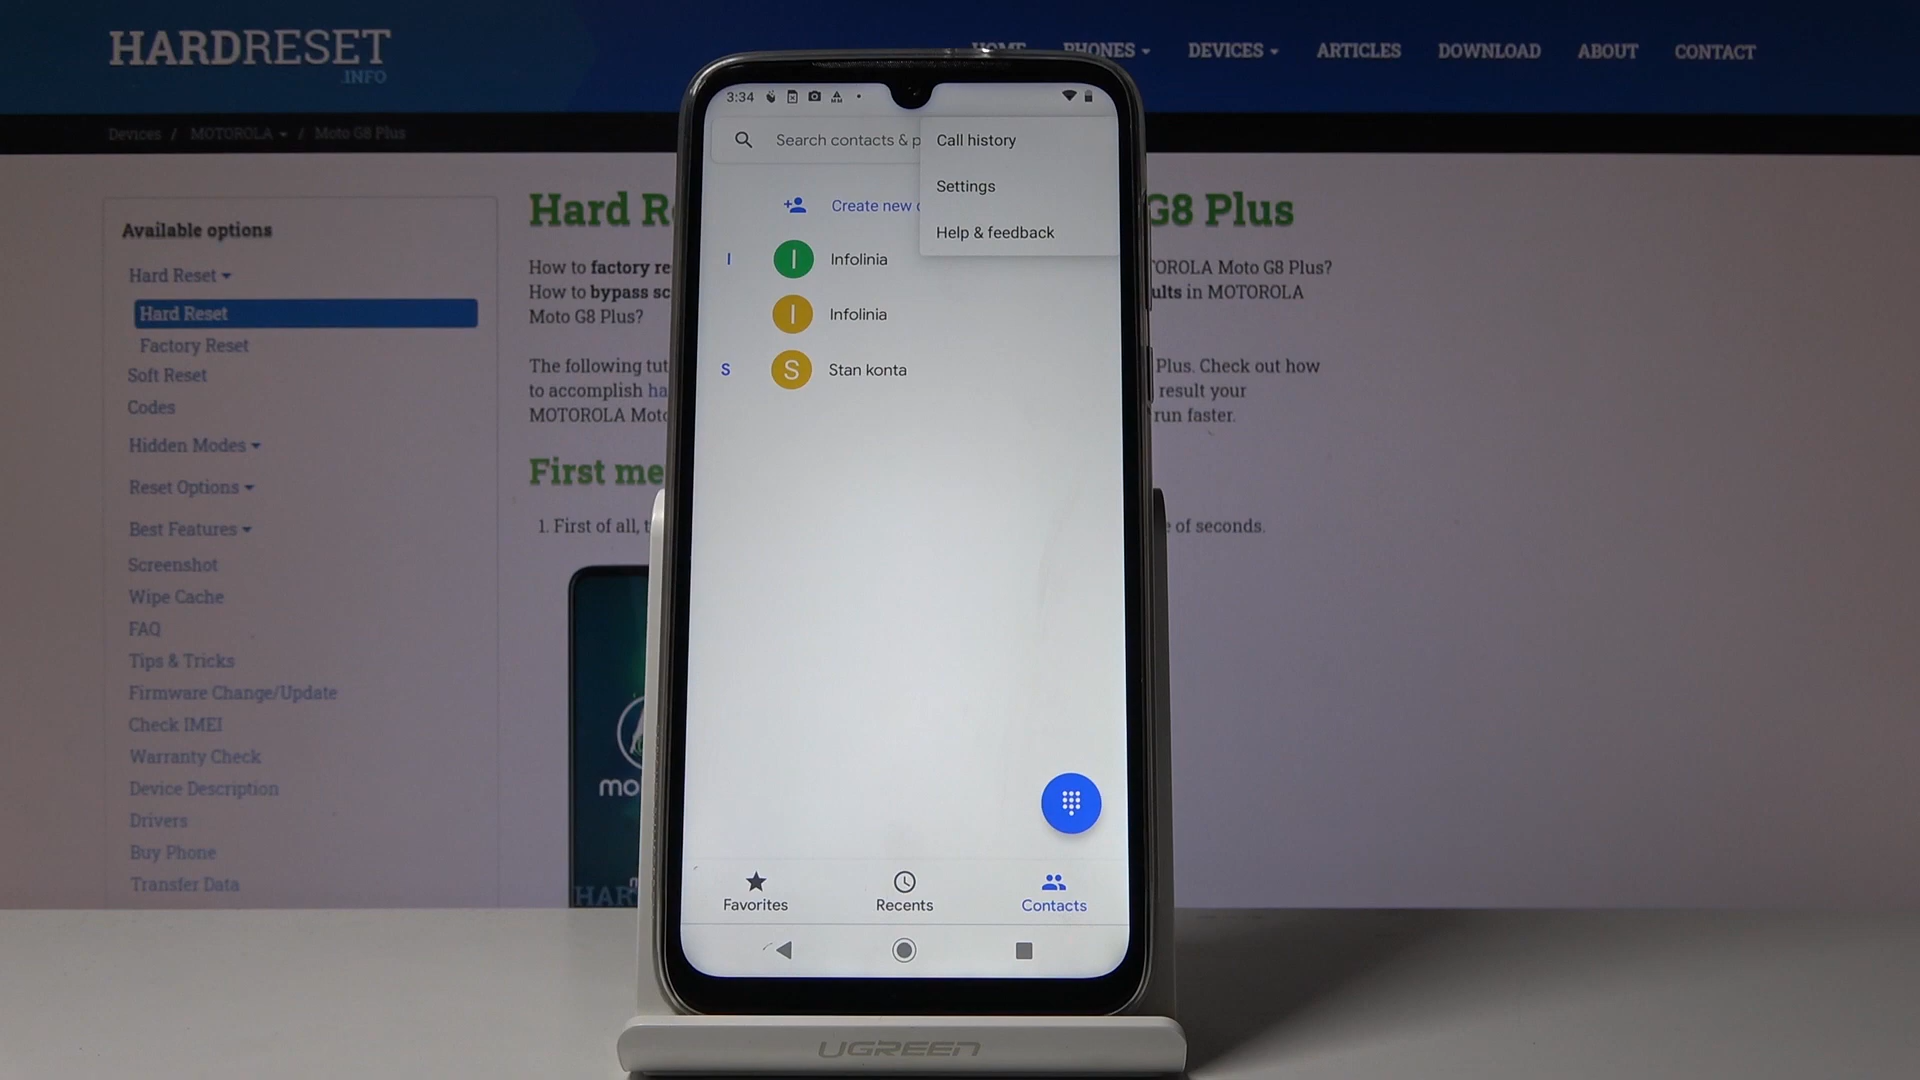 HARDRESET
.INFO
HOME PHONES DEVICES ARTICLES DOWNLOAD ABOUT CONTACT
Devices / MOTOROLA / Moto G8 Plus
Available options
Hard Reset
Hard Reset
Factory Reset
Soft Reset
Codes
Hidden Modes
Reset Options
Best Features
Screenshot
Wipe Cache
FAQ
Tips & Tricks
Firmware Change/Update
Check IMEI
Warranty Check
Device Description
Drivers
Buy Phone
Transfer Data
Hard R G8 Plus
How to factory re OTOROLA Moto G8 Plus?
How to bypass sc ults in MOTOROLA
Moto G8 Plus?
The following tut Plus. Check out how
to accomplish ha result your
MOTOROLA Moto run faster.
First me
1. First of all, t e of seconds.
mo
HAR
3:34
Search contacts & p
Call history
Settings
Help & feedback
Create new c
I I Infolinia
I Infolinia
S S Stan konta
Favorites Recents Contacts
UGREEN